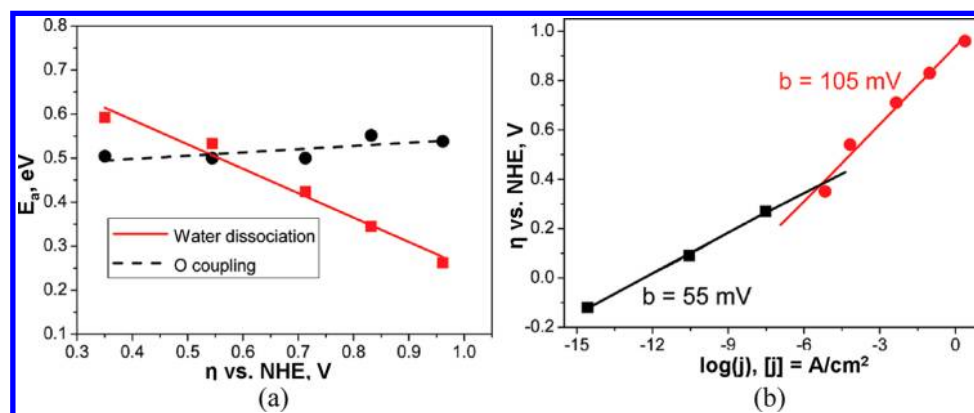 0.8
0.7
0.6
0.5
0.4
0.3
0.2
0.1
Eₐ, eV
Water dissociation
O coupling
0.3 0.4 0.5 0.6 0.7 0.8 0.9 1.0
η vs. NHE, V
(a)
1.0
0.8
0.6
0.4
0.2
0.0
-0.2
η vs. NHE, V
b = 105 mV
b = 55 mV
-15 -12 -9 -6 -3 0
log(j), [j] = A/cm²
(b)